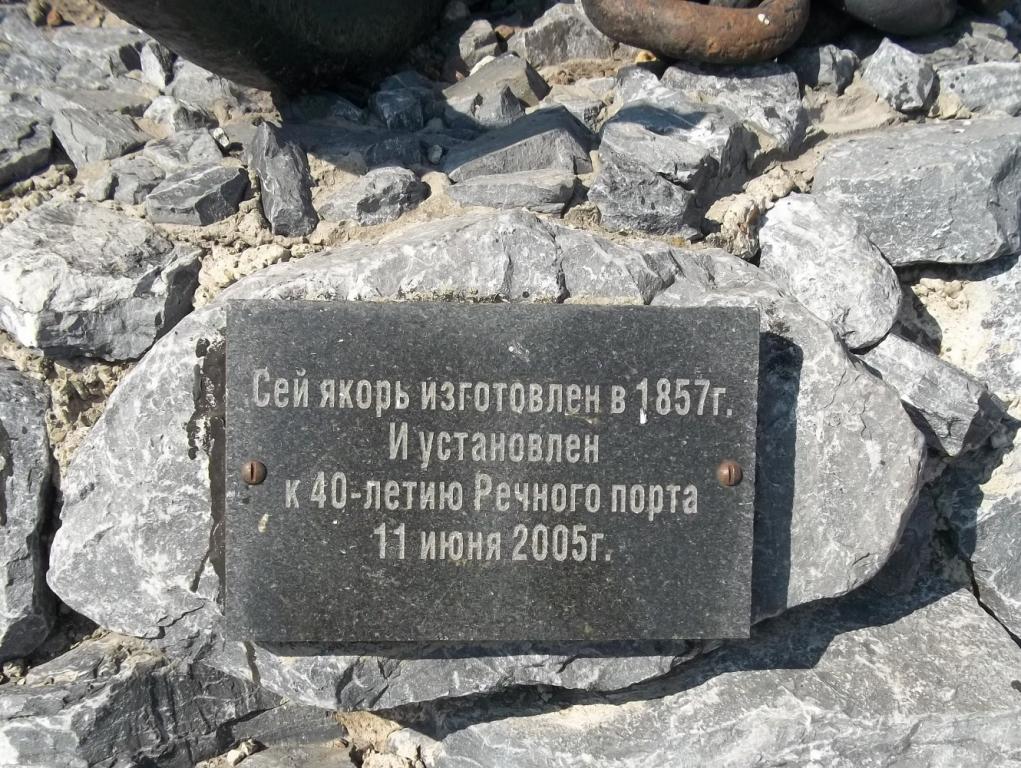 Сей якорь изготовлен в 1857г.
И установлен
к 40-летию Речного порта
11 июня 2005г.